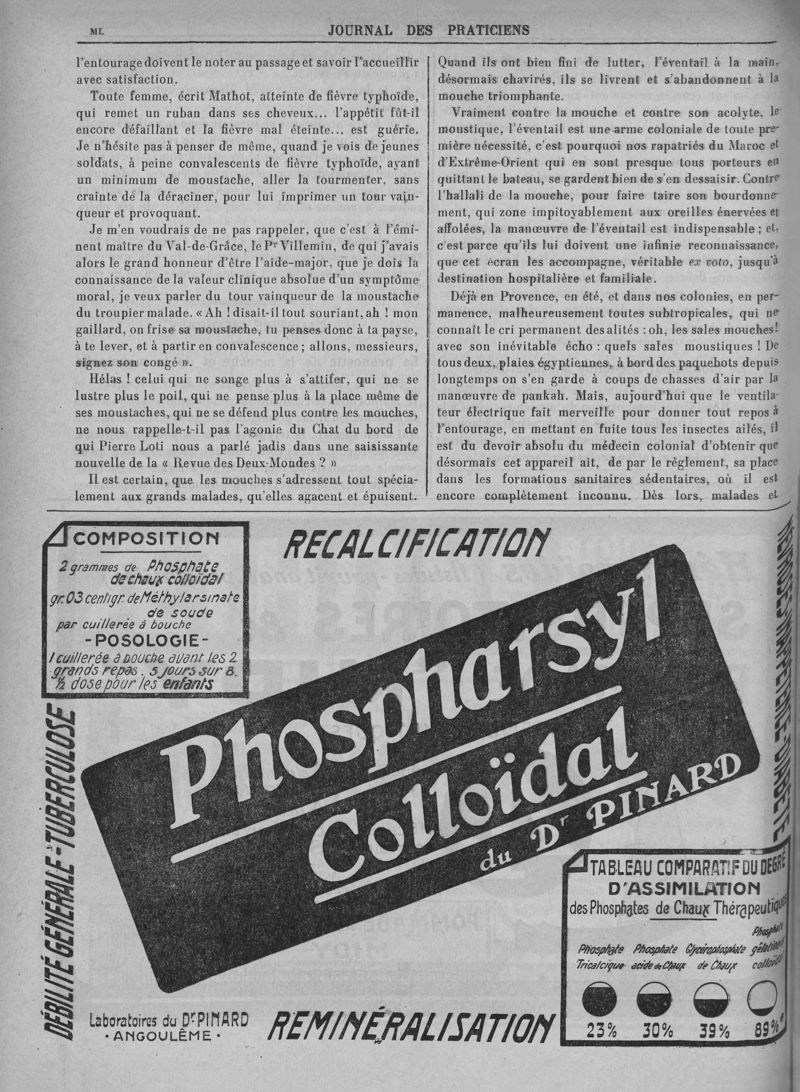 JOURNAL DES PRATICIENS
l'entourage doivent le noter au passage et savoir l'accueillir
avec satisfaction.
Toute femme, écrit Mathot, atteinte de fièvre typhoïde,
qui remet un ruban dans ses cheveux... l'appétit fût-il
encore défaillant et la fièvre mal éteinte... est guérie.
Je n'hésite pas à penser de même, quand je vois de jeunes
soldats, à peine convalescents de fièvre typhoïde, ayant
un minimum de moustache, aller la tourmenter, sans
crainte dé la déraciner, pour lui imprimer un tour vain-
queur et provoquant.
Je m'en voudrais de ne pas rappeler, que c'est à l'émi-
nent maître du Val-de-Grâce, le Pr Villemin, de qui j'avais
alors le grand honneur d'être l'aide-major, que je dois la
connaissance de la valeur clinique absolue d'un symptôme
moral, je veux parler du tour vainqueur de la moustache
du troupier malade. « Ah ! disait-il tout souriant, ah ! mon
gaillard, on frise sa moustache, tu penses donc à ta payse,
à te lever, et à partir en convalescence ; allons, messieurs,
signez son congé ».
Hélas ! celui qui ne songe plus à s'attifer, qui ne se
lustre plus le poil, qui ne pense plus à la place même de
ses moustaches, qui ne se défend plus contre les mouches,
ne nous rappelle-t-il pas l'agonie du Chat du bord de
qui Pierre Loti nous a parlé jadis dans une saisissante
nouvelle de la « Revue des Deux-Mondes ? »
Il est certain, que les mouches s'adressent tout spécia-
lement aux grands malades, qu'elles agacent et épuisent.
Quand ils ont bien fini de lutter, l'éventail à la main,
désormais chavirés, ils se livrent et s'abandonnent à la
mouche triomphante.
Vraiment contre la mouche et contre son acolyte, le
moustique, l'éventail est une arme coloniale de toute pre-
mière nécessité, c'est pourquoi nos rapatriés du Maroc et
d'Extrême-Orient qui en sont presque tous porteurs en
quittant le bateau, se gardent bien de s'en dessaisir. Contre
l'hallali de la mouche, pour faire taire son bourdonne-
ment, qui zone impitoyablement aux oreilles énervées et
affolées, la manœuvre de l'éventail est indispensable ; et,
c'est parce qu'ils lui doivent une infinie reconnaissance,
que cet écran les accompagne, véritable ex voto, jusqu'à
destination hospitalière et familiale.
Déjà en Provence, en été, et dans nos colonies, en per-
manence, malheureusement toutes subtropicales, qui ne
connaît le cri permanent des alités : oh, les sales mouches!
avec son inévitable écho : quels sales moustiques ! De
tous deux, plaies égyptiennes, à bord des paquebots depuis
longtemps on s'en garde à coups de chasses d'air par la
manœuvre de pankah. Mais, aujourd'hui que le ventila-
teur électrique fait merveille pour donner tout repos à
l'entourage, en mettant en fuite tous les insectes ailés, il
est du devoir absolu du médecin colonial d'obtenir que
désormais cet appareil ait, de par le règlement, sa place
dans les formations sanitaires sédentaires, où il est
encore complètement inconnu. Dès lors, malades et
COMPOSITION
2 grammes de Phosphate
de chaux colloidal
gr. 03 centigr. de Méthylarsinate
de soude
par cuillerée à bouche
-POSOLOGIE-
1 cuillerée à bouche avant les 2
grands repas. 5 jours sur 8.
½ dose pour les enfants
RECALCIFICATION
DÉBILITÉ GÉNÉRALE-TUBERCULOSE
Phospharsyl
Colloïdal
du Dr PINARD
TABLEAU COMPARATIF DU DEGRÉ
D'ASSIMILATION
des Phosphates de Chaux Thérapeutiques
Phosphate Tricalcique
Phosphate acide de Chaux
Glycérophosphate de Chaux
23% 30% 39% 89%
Laboratoires du Dr PINARD
• ANGOULÊME •
REMINÉRALISATION